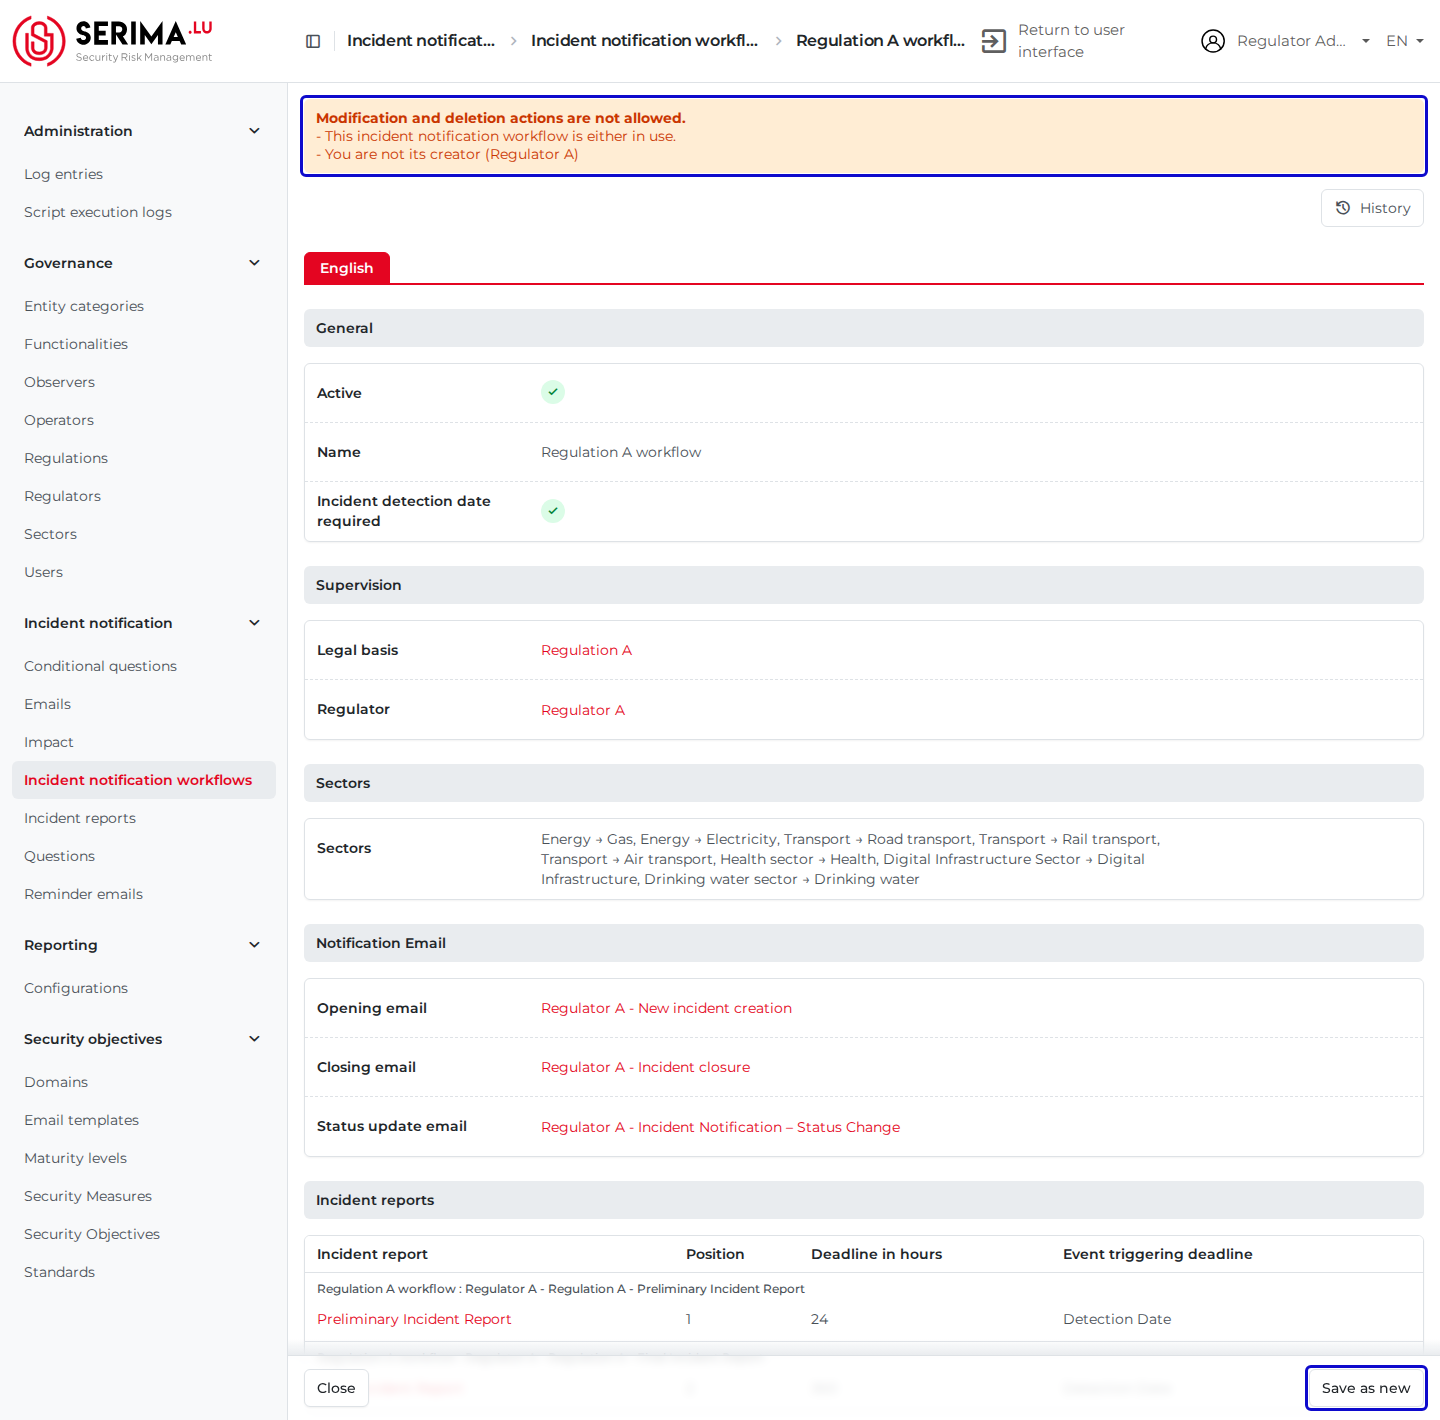 SERIMA.LU
Security Risk Management
Incident notificat...
Incident notification workfl...
Regulation A workfl...
Return to user
interface
Regulator Ad...
EN
Administration
Log entries
Script execution logs
Governance
Entity categories
Functionalities
Observers
Operators
Regulations
Regulators
Sectors
Users
Incident notification
Conditional questions
Emails
Impact
Incident notification workflows
Incident reports
Questions
Reminder emails
Reporting
Configurations
Security objectives
Domains
Email templates
Maturity levels
Security Measures
Security Objectives
Standards
Modification and deletion actions are not allowed.
- This incident notification workflow is either in use.
- You are not its creator (Regulator A)
History
English
General
Active
Name Regulation A workflow
Incident detection date
required
Supervision
Legal basis Regulation A
Regulator Regulator A
Sectors
Sectors
Energy → Gas, Energy → Electricity, Transport → Road transport, Transport → Rail transport,
Transport → Air transport, Health sector → Health, Digital Infrastructure Sector → Digital
Infrastructure, Drinking water sector → Drinking water
Notification Email
Opening email Regulator A - New incident creation
Closing email Regulator A - Incident closure
Status update email Regulator A - Incident Notification – Status Change
Incident reports
Incident report Position Deadline in hours Event triggering deadline
Regulation A workflow : Regulator A - Regulation A - Preliminary Incident Report
Preliminary Incident Report 1 24 Detection Date
Close
Save as new